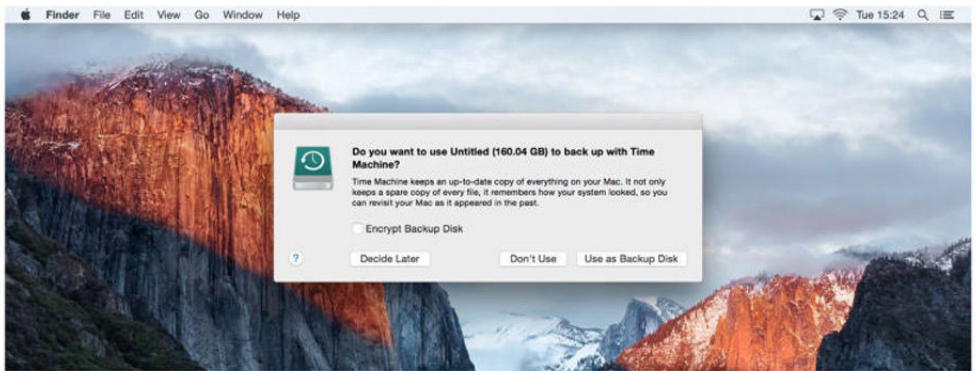 Finder File Edit View Go Window Help Tue 15:24
Do you want to use Untitled (160.04 GB) to back up with Time
Machine?
Time Machine keeps an up-to-date copy of everything on your Mac. It not only
keeps a spare copy of every file, it remembers how your system looked, so you
can revisit your Mac as it appeared in the past.
Encrypt Backup Disk
? Decide Later Don't Use Use as Backup Disk